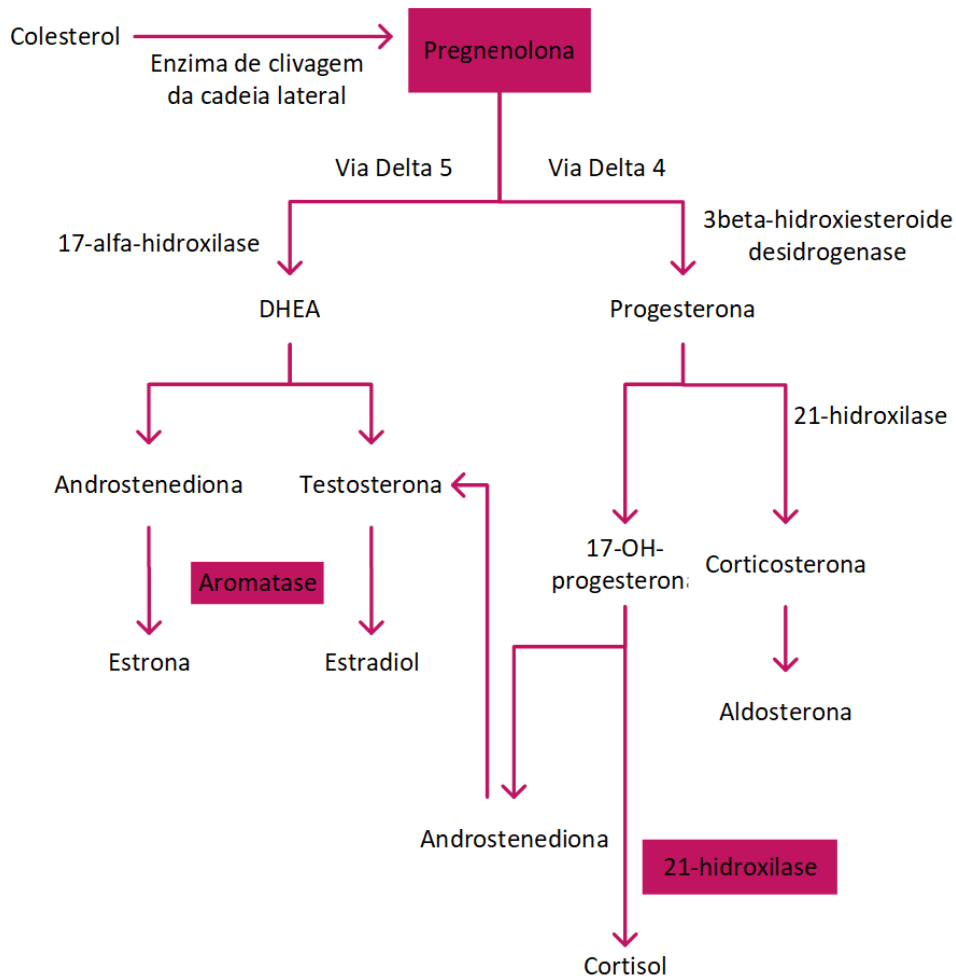 Colesterol
Pregnenolona
Enzima de clivagem
da cadeia lateral
Via Delta 5
Via Delta 4
17-alfa-hidroxilase
3beta-hidroxiesteroide
desidrogenase
DHEA
Progesterona
21-hidroxilase
Androstenediona
Testosterona
17-OH-
progesterona
Corticosterona
Aromatase
Estrona
Estradiol
Aldosterona
Androstenediona
21-hidroxilase
Cortisol